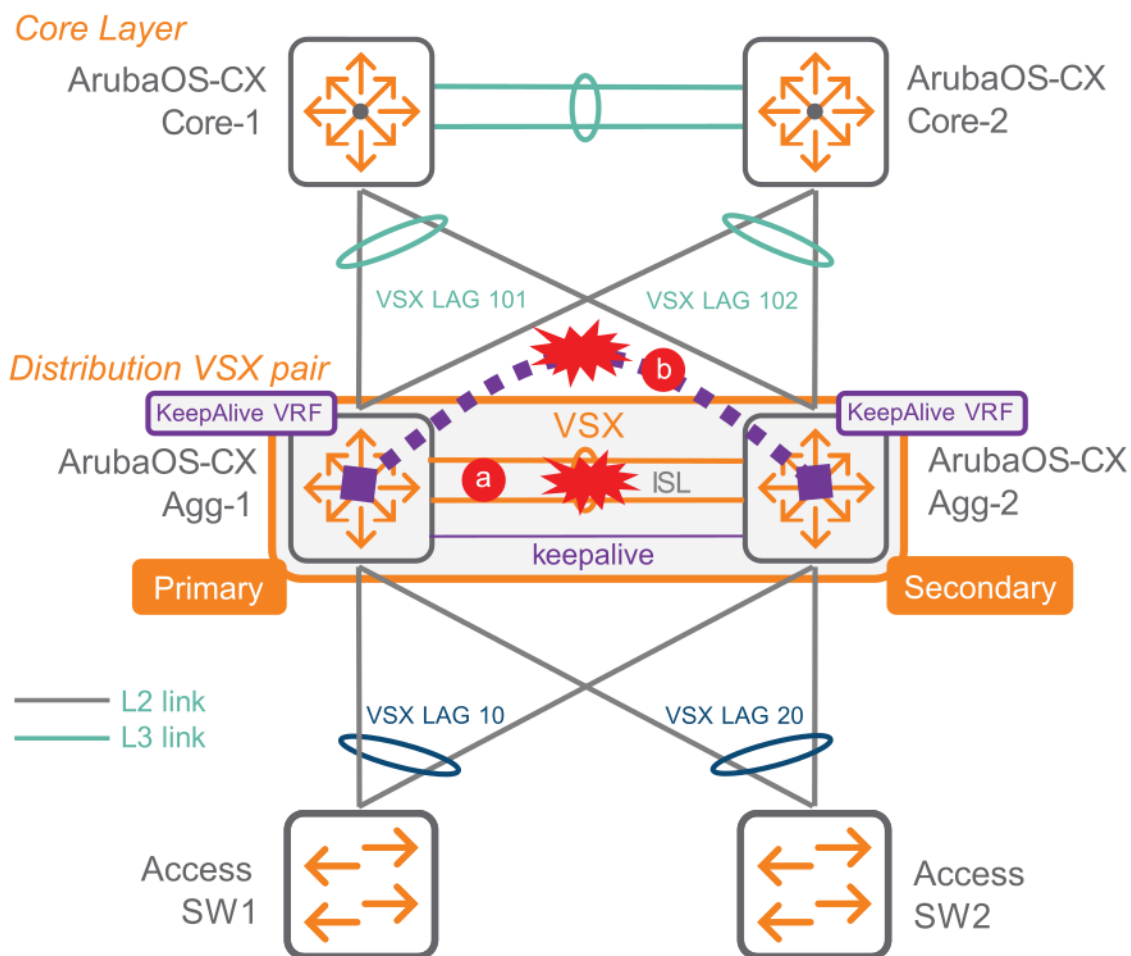 Core Layer
ArubaOS-CX
Core-1
ArubaOS-CX
Core-2
VSX LAG 101
VSX LAG 102
Distribution VSX pair
b
KeepAlive VRF
KeepAlive VRF
VSX
ArubaOS-CX
Agg-1
a
ISL
ArubaOS-CX
Agg-2
keepalive
Primary
Secondary
L2 link
L3 link
VSX LAG 10
VSX LAG 20
Access
SW1
Access
SW2